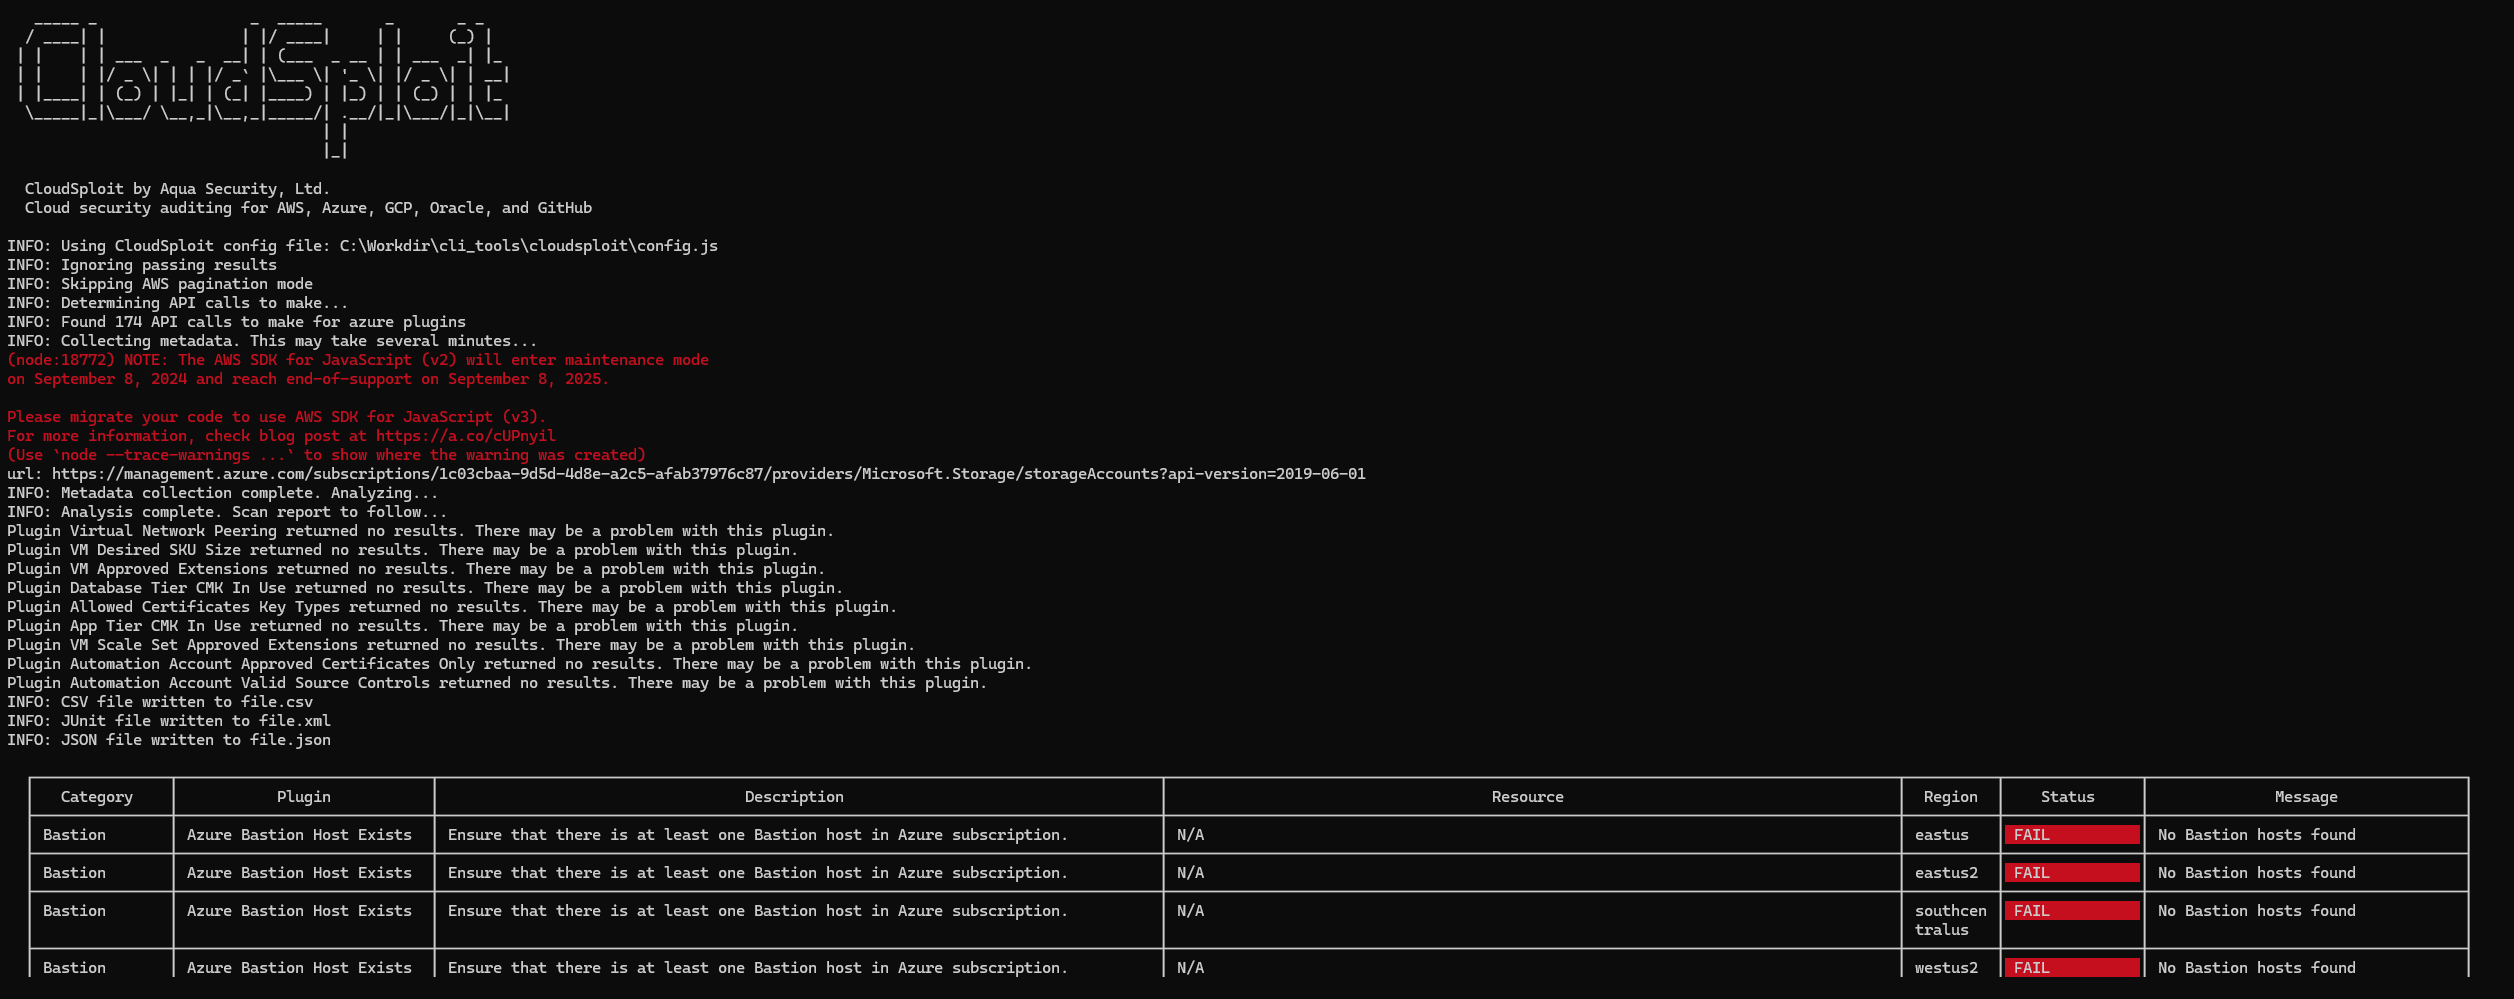 CloudSploit
CloudSploit by Aqua Security, Ltd.
Cloud security auditing for AWS, Azure, GCP, Oracle, and GitHub
INFO: Using CloudSploit config file: C:\Workdir\cli_tools\cloudsploit\config.js
INFO: Ignoring passing results
INFO: Skipping AWS pagination mode
INFO: Determining API calls to make...
INFO: Found 174 API calls to make for azure plugins
INFO: Collecting metadata. This may take several minutes...
(node:18772) NOTE: The AWS SDK for JavaScript (v2) will enter maintenance mode
on September 8, 2024 and reach end-of-support on September 8, 2025.
Please migrate your code to use AWS SDK for JavaScript (v3).
For more information, check blog post at https://a.co/cUPnyil
(Use `node --trace-warnings ...` to show where the warning was created)
url: https://management.azure.com/subscriptions/1c03cbaa-9d5d-4d8e-a2c5-afab37976c87/providers/Microsoft.Storage/storageAccounts?api-version=2019-06-01
INFO: Metadata collection complete. Analyzing...
INFO: Analysis complete. Scan report to follow...
Plugin Virtual Network Peering returned no results. There may be a problem with this plugin.
Plugin VM Desired SKU Size returned no results. There may be a problem with this plugin.
Plugin VM Approved Extensions returned no results. There may be a problem with this plugin.
Plugin Database Tier CMK In Use returned no results. There may be a problem with this plugin.
Plugin Allowed Certificates Key Types returned no results. There may be a problem with this plugin.
Plugin App Tier CMK In Use returned no results. There may be a problem with this plugin.
Plugin VM Scale Set Approved Extensions returned no results. There may be a problem with this plugin.
Plugin Automation Account Approved Certificates Only returned no results. There may be a problem with this plugin.
Plugin Automation Account Valid Source Controls returned no results. There may be a problem with this plugin.
INFO: CSV file written to file.csv
INFO: JUnit file written to file.xml
INFO: JSON file written to file.json
Category Plugin Description Resource Region Status Message
Bastion Azure Bastion Host Exists Ensure that there is at least one Bastion host in Azure subscription. N/A eastus FAIL No Bastion hosts found
Bastion Azure Bastion Host Exists Ensure that there is at least one Bastion host in Azure subscription. N/A eastus2 FAIL No Bastion hosts found
Bastion Azure Bastion Host Exists Ensure that there is at least one Bastion host in Azure subscription. N/A southcen FAIL No Bastion hosts found
tralus
Bastion Azure Bastion Host Exists Ensure that there is at least one Bastion host in Azure subscription. N/A westus2 FAIL No Bastion hosts found